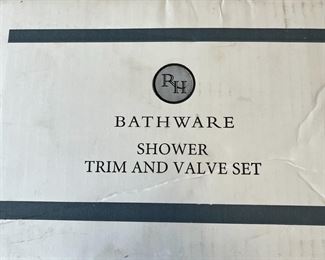 RH
BATHWARE
SHOWER
TRIM AND VALVE SET